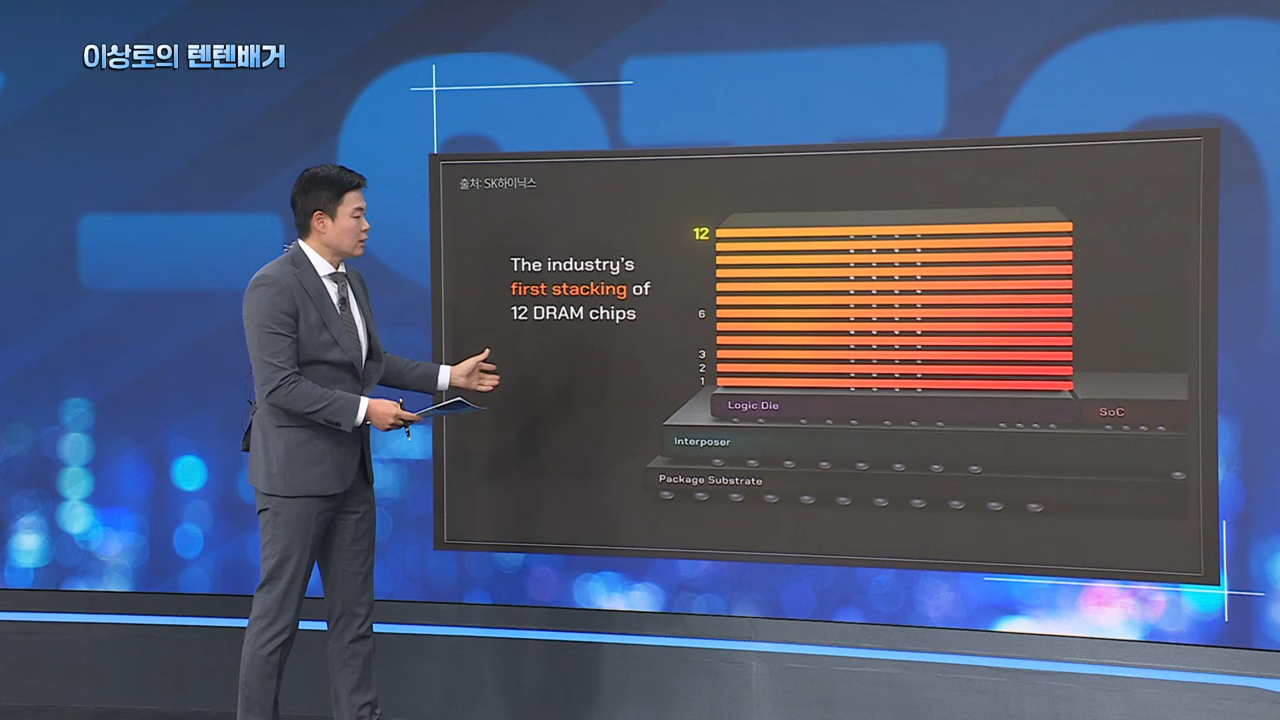 이상로의 텐텐배거
출처: SK하이닉스
The industry's
first stacking of
12 DRAM chips
12
6
3
2
1
Logic Die
SoC
Interposer
Package Substrate